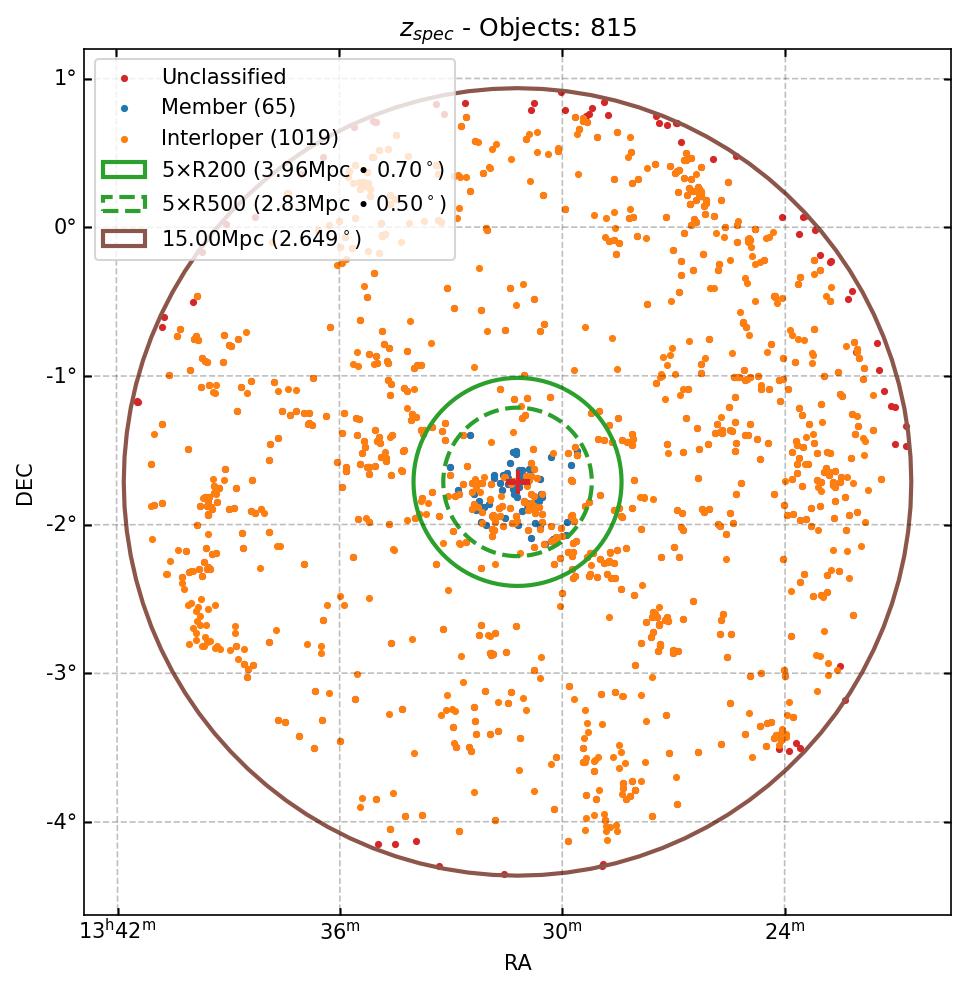 z_spec - Objects: 815
Unclassified
Member (65)
Interloper (1019)
5×R200 (3.96Mpc • 0.70°)
5×R500 (2.83Mpc • 0.50°)
15.00Mpc (2.649°)
1°
0°
-1°
-2°
-3°
-4°
DEC
13ʰ42ᵐ 36ᵐ 30ᵐ 24ᵐ
RA